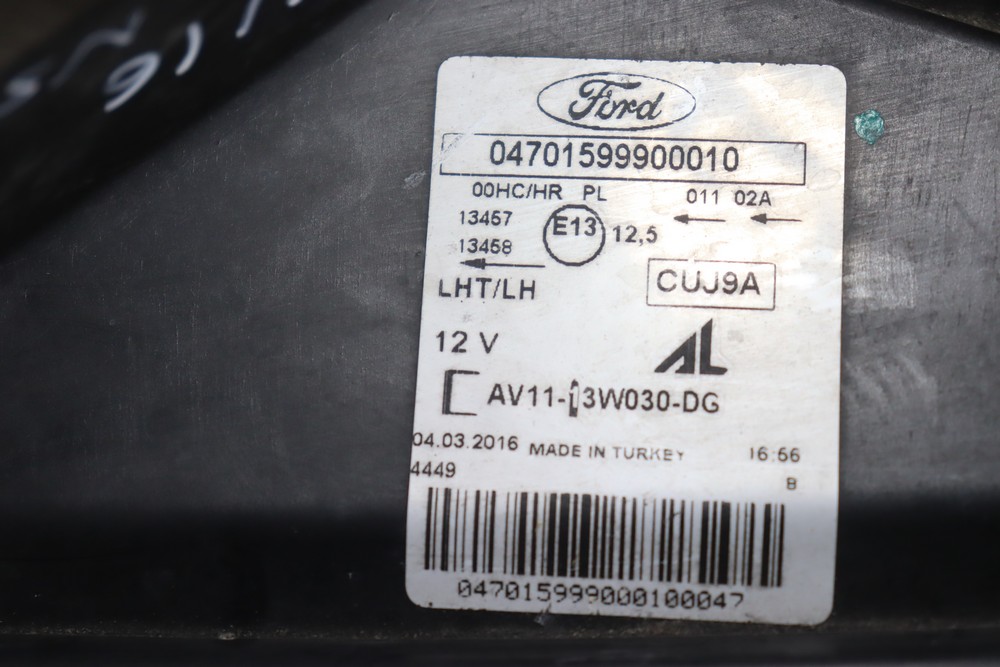 Ford
04701599900010
00HC/HR PL 011 02A
13457
E13 12,5
13458
LHT/LH CUJ9A
12 V AL
AV11-13W030-DG
04.03.2016 MADE IN TURKEY 16:56
4449 B
047015999000100047